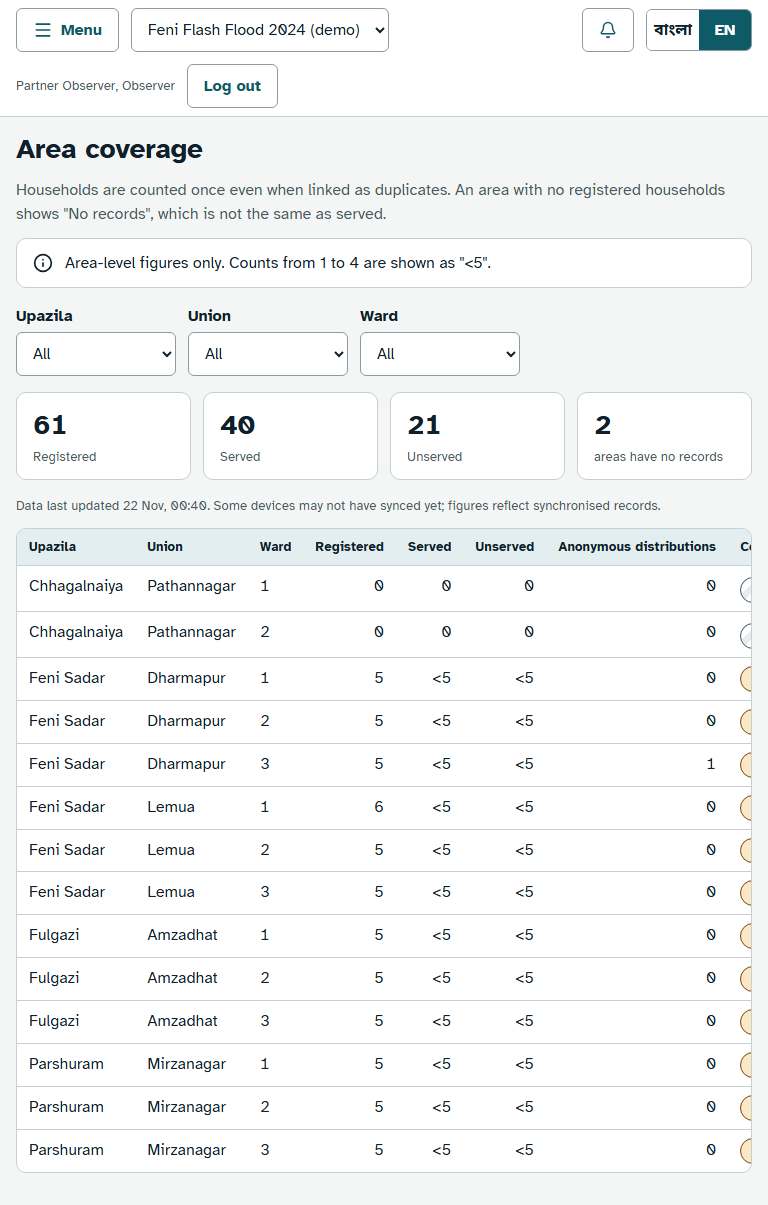 Menu
Feni Flash Flood 2024 (demo)
বাংলা
EN
Partner Observer, Observer
Log out
Area coverage
Households are counted once even when linked as duplicates. An area with no registered households
shows "No records", which is not the same as served.
Area-level figures only. Counts from 1 to 4 are shown as "<5".
Upazila Union Ward
All All All
61 40 21 2
Registered Served Unserved areas have no records
Data last updated 22 Nov, 00:40. Some devices may not have synced yet; figures reflect synchronised records.
Upazila Union Ward Registered Served Unserved Anonymous distributions
Chhagalnaiya Pathannagar 1 0 0 0 0
Chhagalnaiya Pathannagar 2 0 0 0 0
Feni Sadar Dharmapur 1 5 <5 <5 0
Feni Sadar Dharmapur 2 5 <5 <5 0
Feni Sadar Dharmapur 3 5 <5 <5 1
Feni Sadar Lemua 1 6 <5 <5 0
Feni Sadar Lemua 2 5 <5 <5 0
Feni Sadar Lemua 3 5 <5 <5 0
Fulgazi Amzadhat 1 5 <5 <5 0
Fulgazi Amzadhat 2 5 <5 <5 0
Fulgazi Amzadhat 3 5 <5 <5 0
Parshuram Mirzanagar 1 5 <5 <5 0
Parshuram Mirzanagar 2 5 <5 <5 0
Parshuram Mirzanagar 3 5 <5 <5 0